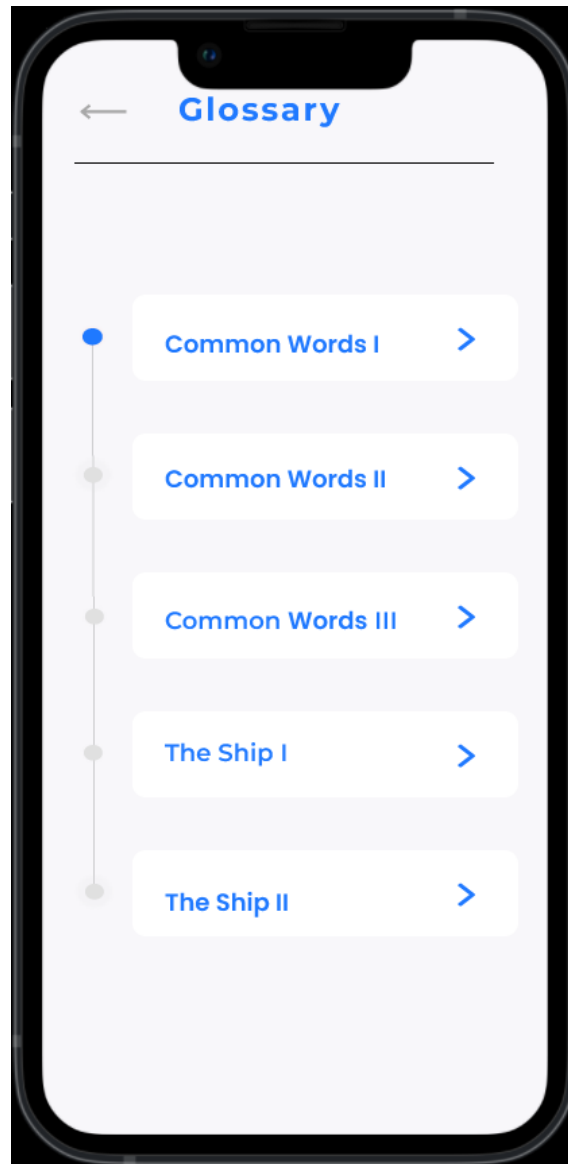 Glossary
Common Words I
Common Words II
Common Words III
The Ship I
The Ship II